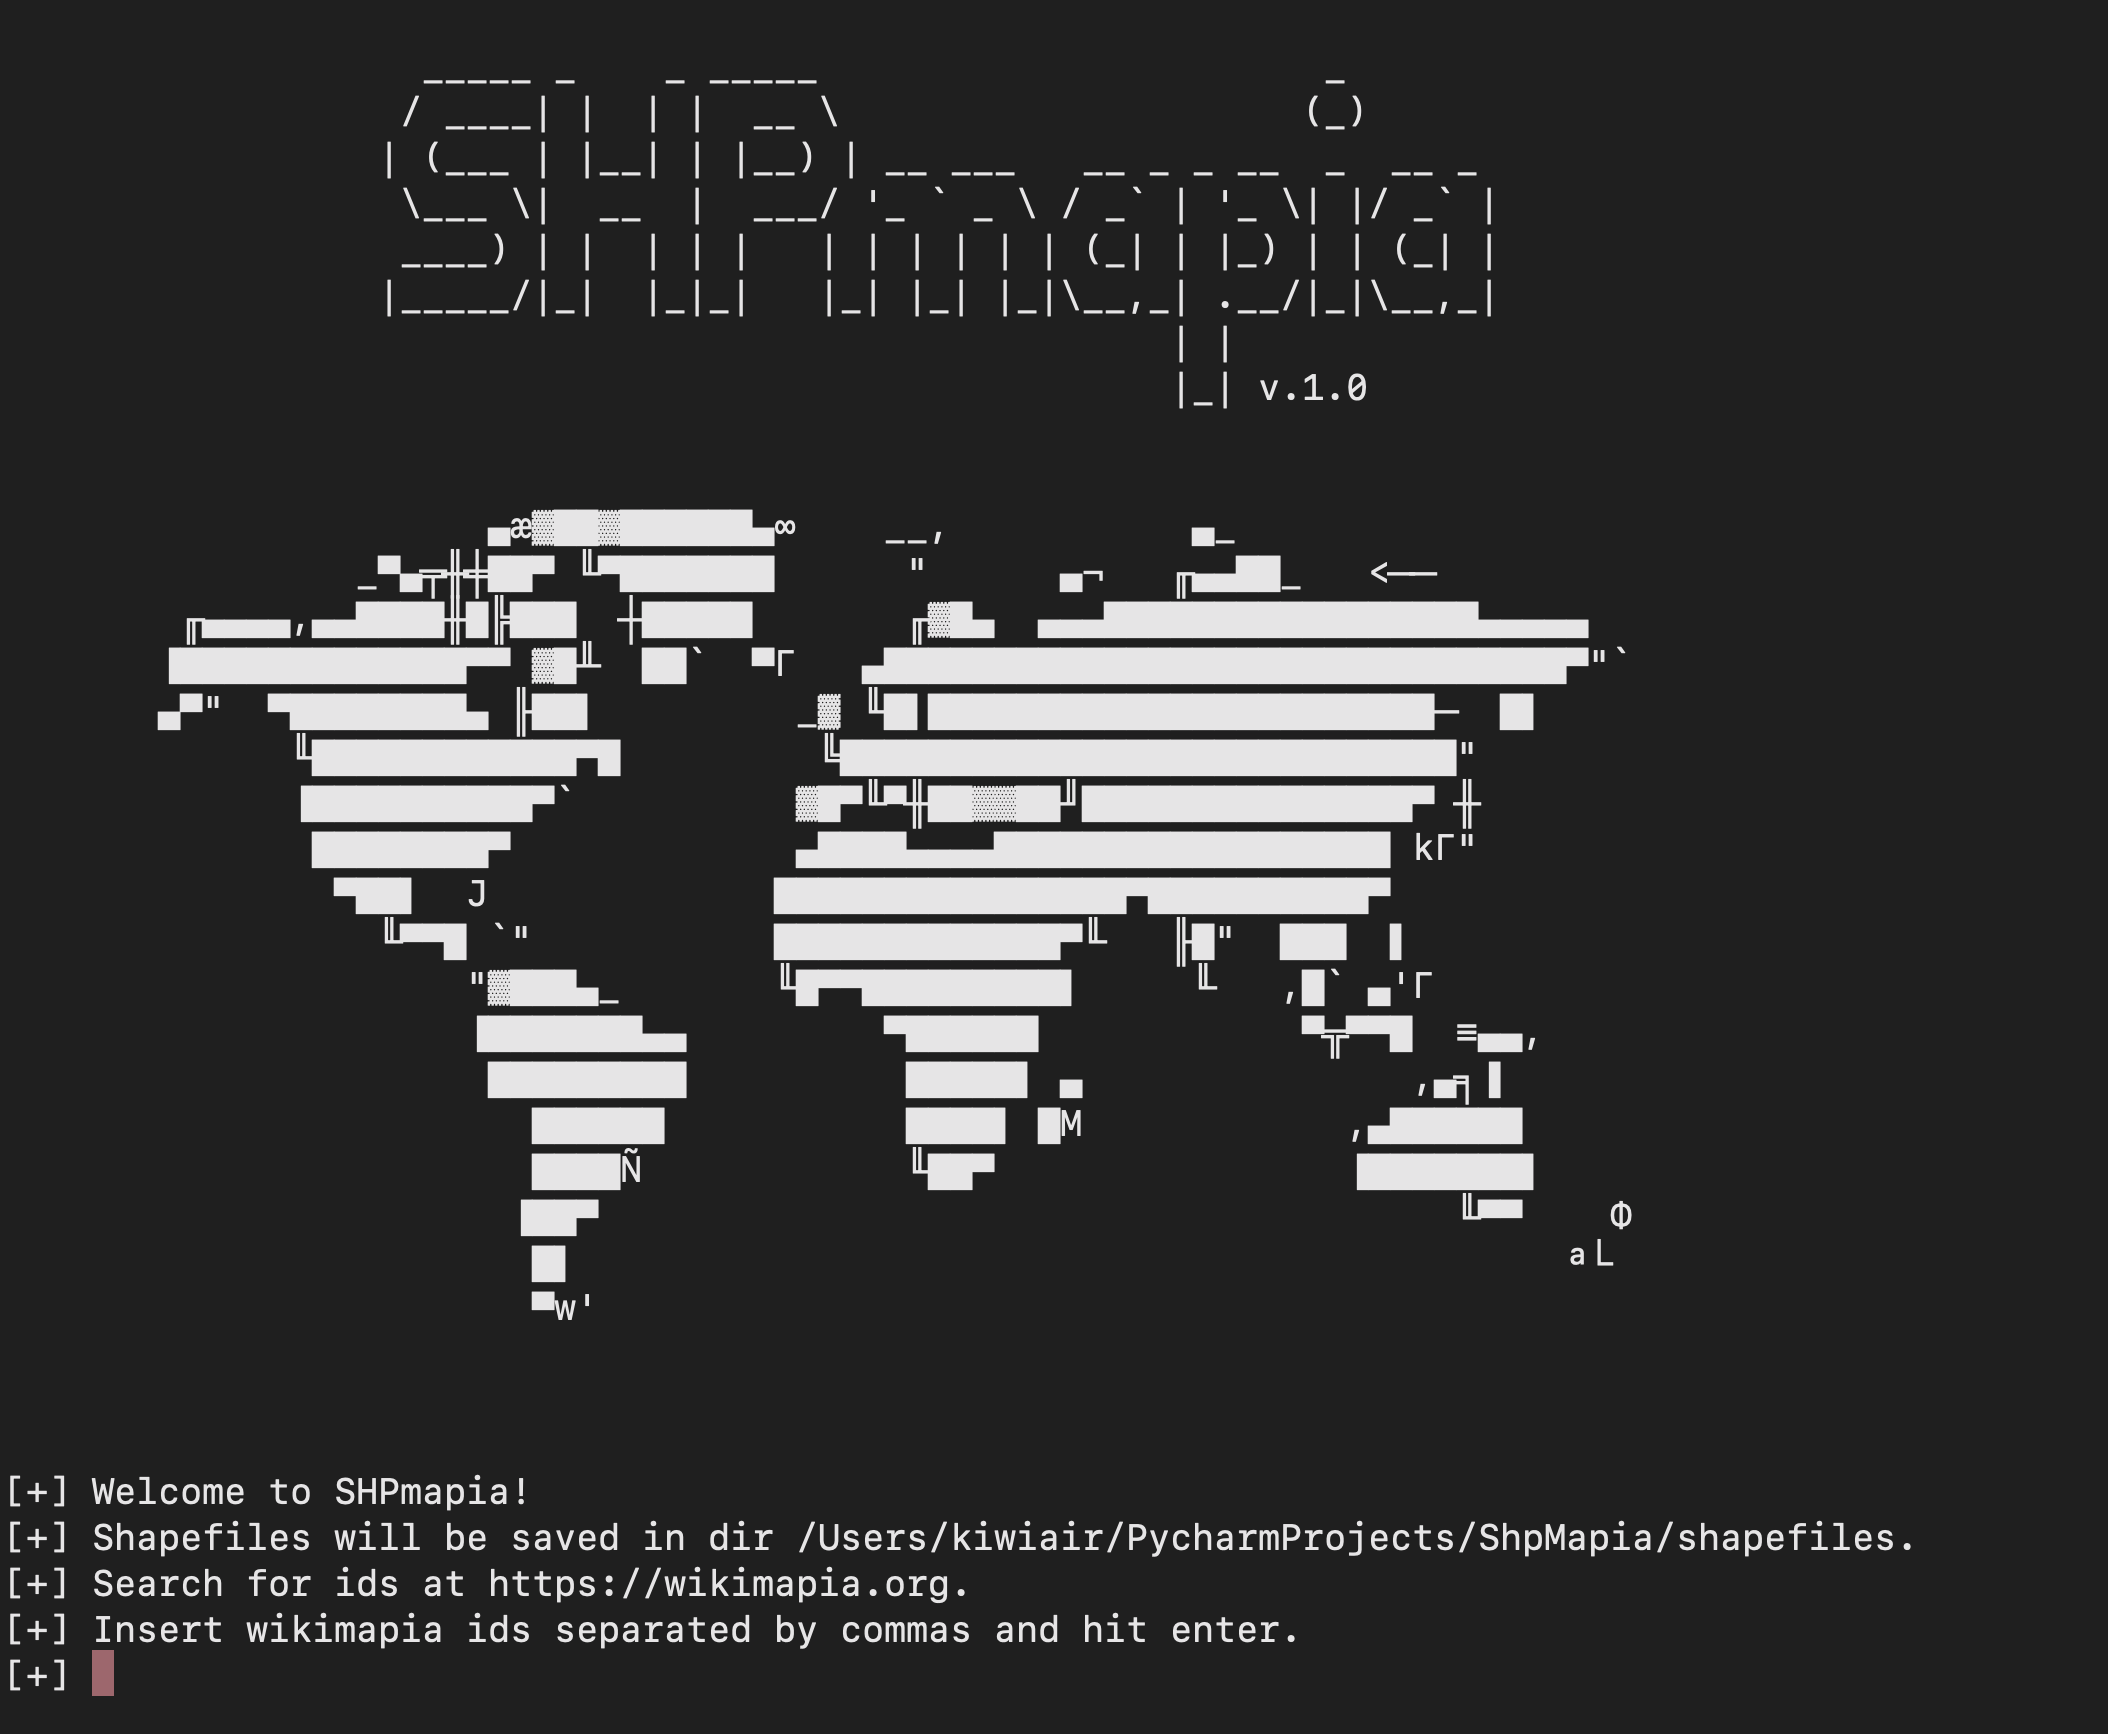 SHPmapia
v.1.0
[+] Welcome to SHPmapia!
[+] Shapefiles will be saved in dir /Users/kiwiair/PycharmProjects/ShpMapia/shapefiles.
[+] Search for ids at https://wikimapia.org.
[+] Insert wikimapia ids separated by commas and hit enter.
[+]